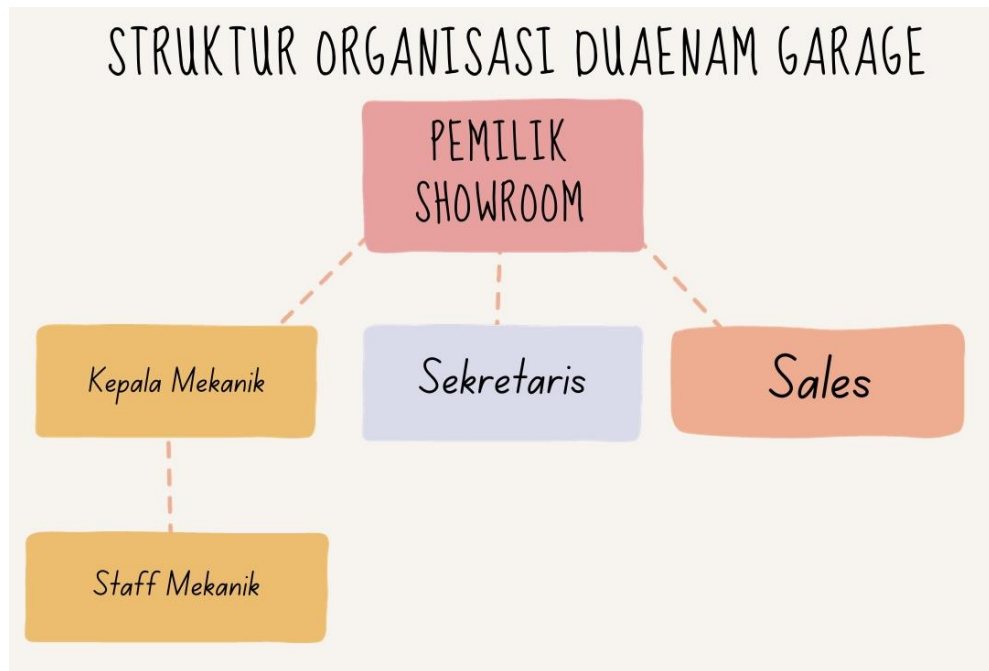 STRUKTUR ORGANISASI DUAENAM GARAGE
PEMILIK
SHOWROOM
Kepala Mekanik
Sekretaris
Sales
Staff Mekanik